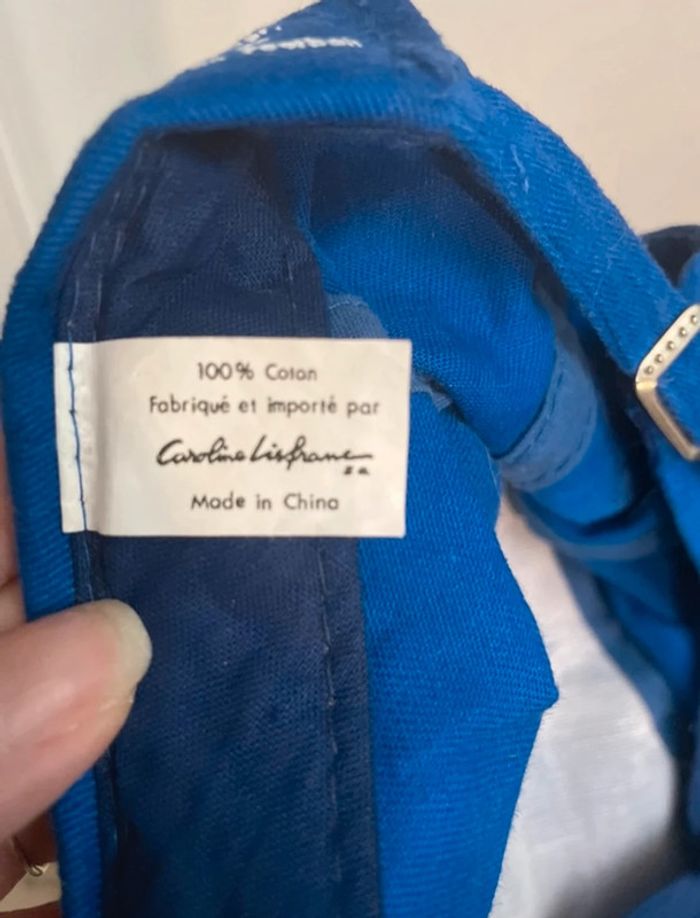 100% Coton
Fabriqué et importé par
Caroline Lisfranc
s a
Made in China